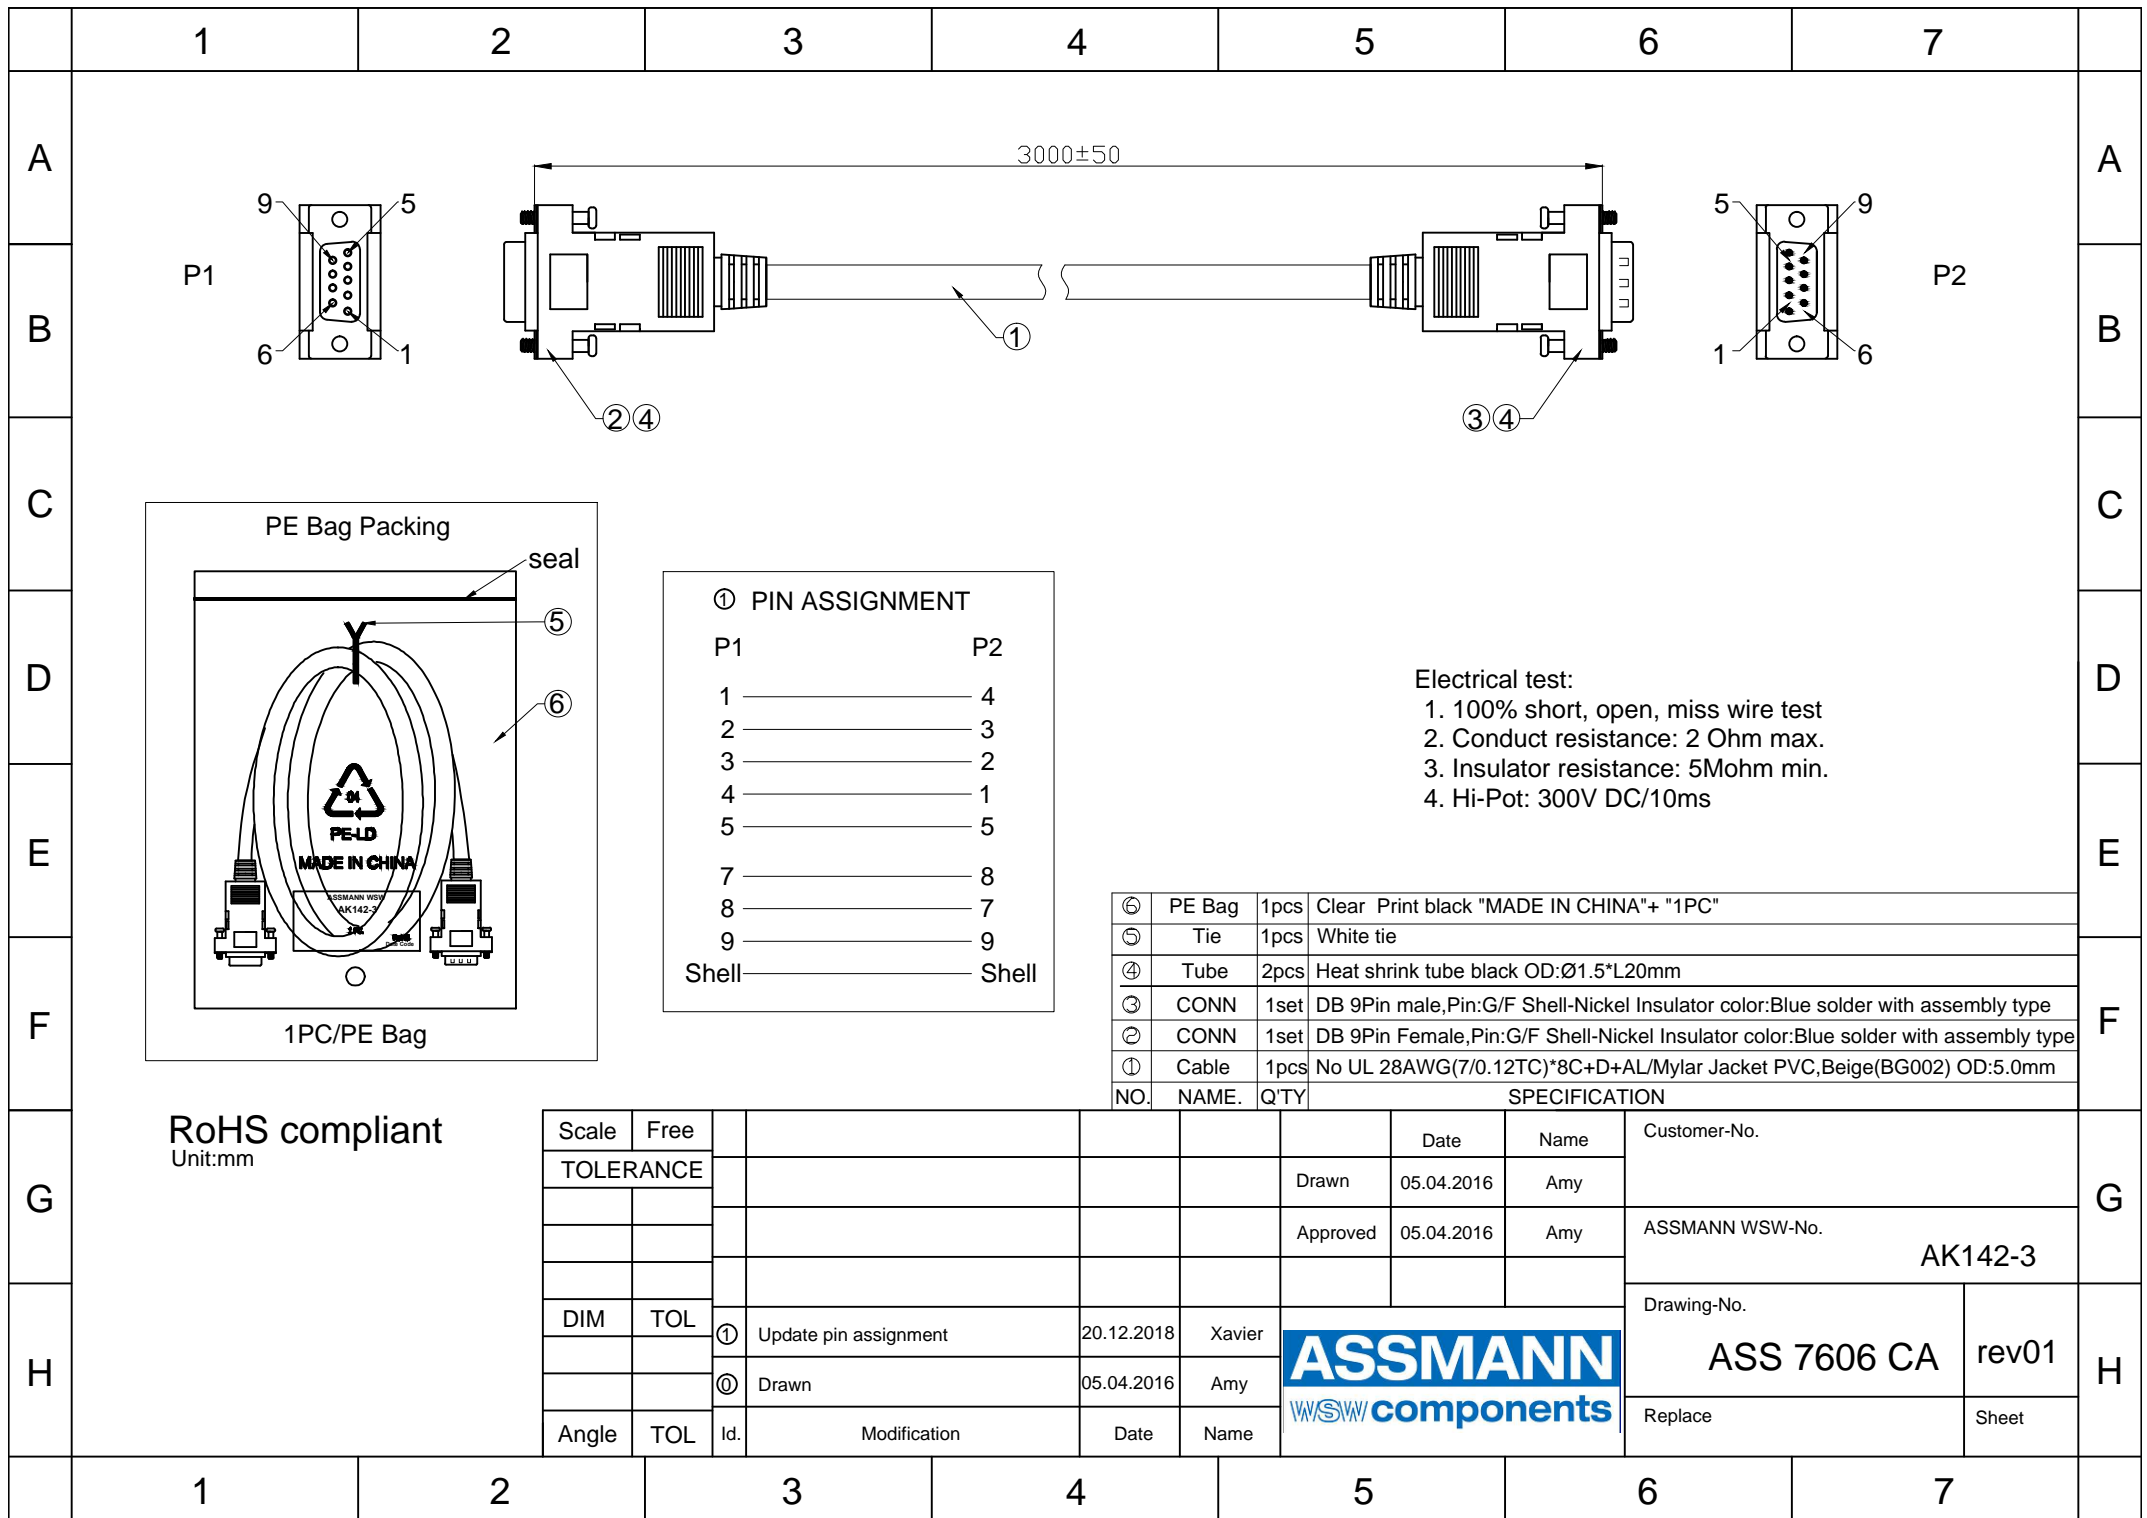 1 2 3 4 5 6 7
A A
B B
C C
D D
E E
F F
G G
H H
3000±50
9 5
P1
6 1
5 9
P2
1 6
①
②④
③④
PE Bag Packing
seal
⑤
⑥
04
PE-LD
MADE IN CHINA
ASSMANN WSW
AK142-3
Date Code
1PC/PE Bag
① PIN ASSIGNMENT
P1 P2
1 4
2 3
3 2
4 1
5 5
7 8
8 7
9 9
Shell Shell
Electrical test:
1. 100% short, open, miss wire test
2. Conduct resistance: 2 Ohm max.
3. Insulator resistance: 5Mohm min.
4. Hi-Pot: 300V DC/10ms
⑥ PE Bag 1pcs Clear Print black "MADE IN CHINA"+ "1PC"
⑤ Tie 1pcs White tie
④ Tube 2pcs Heat shrink tube black OD:Ø1.5*L20mm
③ CONN 1set DB 9Pin male,Pin:G/F Shell-Nickel Insulator color:Blue solder with assembly type
② CONN 1set DB 9Pin Female,Pin:G/F Shell-Nickel Insulator color:Blue solder with assembly type
① Cable 1pcs No UL 28AWG(7/0.12TC)*8C+D+AL/Mylar Jacket PVC,Beige(BG002) OD:5.0mm
NO. NAME. Q'TY SPECIFICATION
RoHS compliant
Unit:mm
Scale Free
TOLERANCE
DIM TOL
Angle TOL
Date Name
Drawn 05.04.2016 Amy
Approved 05.04.2016 Amy
① Update pin assignment 20.12.2018 Xavier
⓪ Drawn 05.04.2016 Amy
Id. Modification Date Name
ASSMANN
WSW components
Customer-No.
ASSMANN WSW-No.
AK142-3
Drawing-No.
ASS 7606 CA rev01
Replace Sheet
1 2 3 4 5 6 7